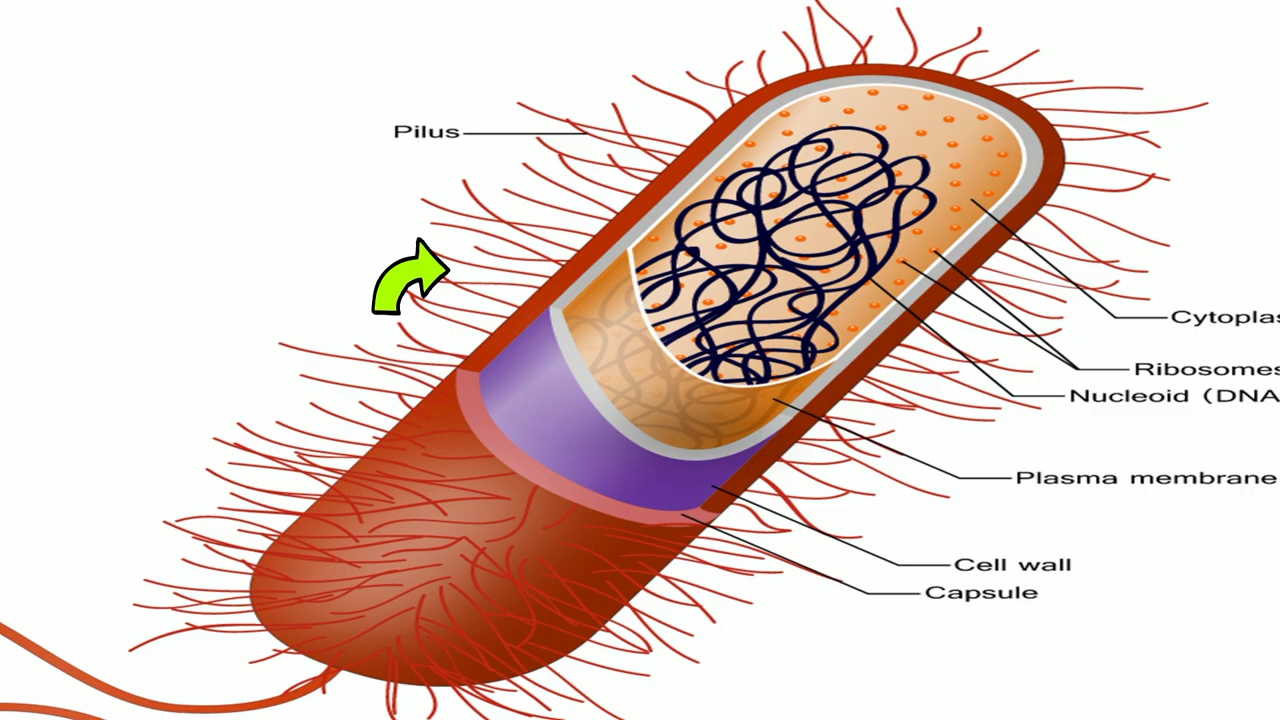 Pilus
Cytoplas
Ribosomes
Nucleoid (DNA
Plasma membrane
Cell wall
Capsule